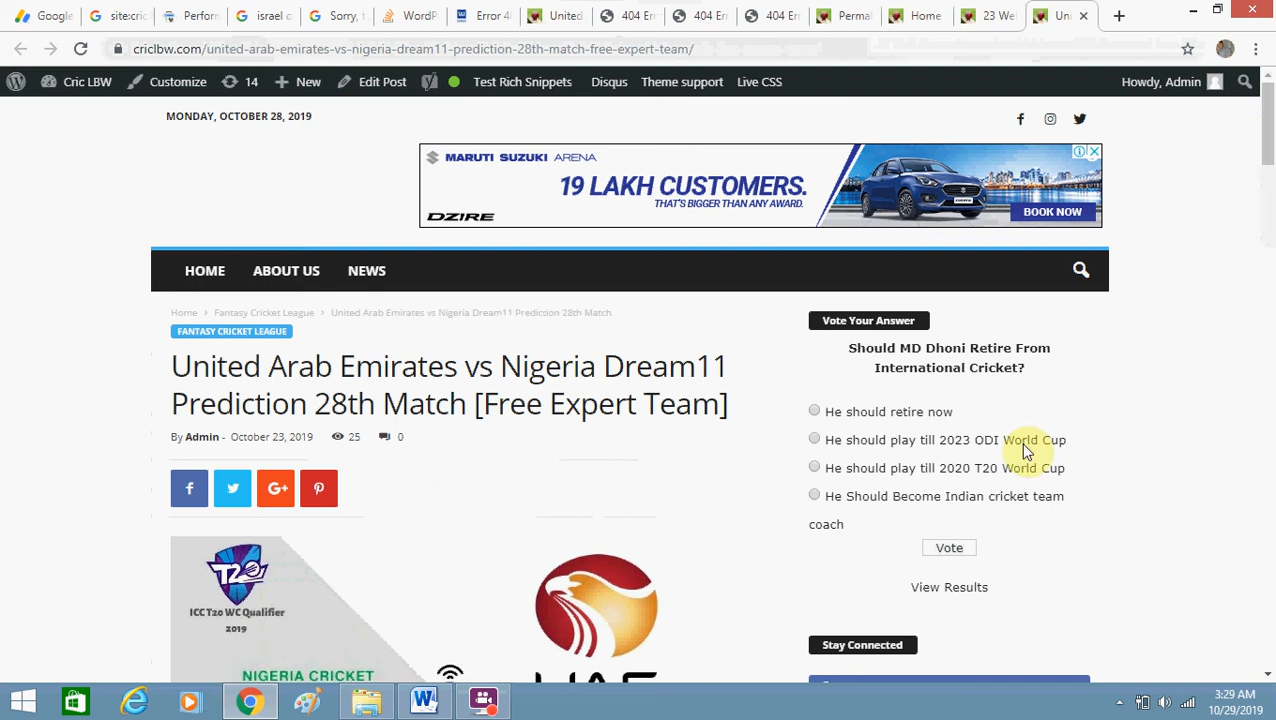 Google
site:cric
Perform
israel c
Sorry, t
WordP
Error 4
United
404 Err
404 Err
404 Err
Perma
Home
23 Wei
Uni
criclbw.com/united-arab-emirates-vs-nigeria-dream11-prediction-28th-match-free-expert-team/
Cric LBW Customize 14 New Edit Post Test Rich Snippets Disqus Theme support Live CSS Howdy, Admin
MONDAY, OCTOBER 28, 2019
MARUTI SUZUKI ARENA
19 LAKH CUSTOMERS.
THAT'S BIGGER THAN ANY AWARD.
DZIRE
BOOK NOW
HOME ABOUT US NEWS
Home › Fantasy Cricket League › United Arab Emirates vs Nigeria Dream11 Prediction 28th Match
FANTASY CRICKET LEAGUE
United Arab Emirates vs Nigeria Dream11
Prediction 28th Match [Free Expert Team]
By Admin - October 23, 2019 25 0
T20
ICC T20 WC Qualifier
2019
NIGERIA CRICKET
UAE
Vote Your Answer
Should MD Dhoni Retire From
International Cricket?
He should retire now
He should play till 2023 ODI World Cup
He should play till 2020 T20 World Cup
He Should Become Indian cricket team
coach
Vote
View Results
Stay Connected
3:29 AM
10/29/2019